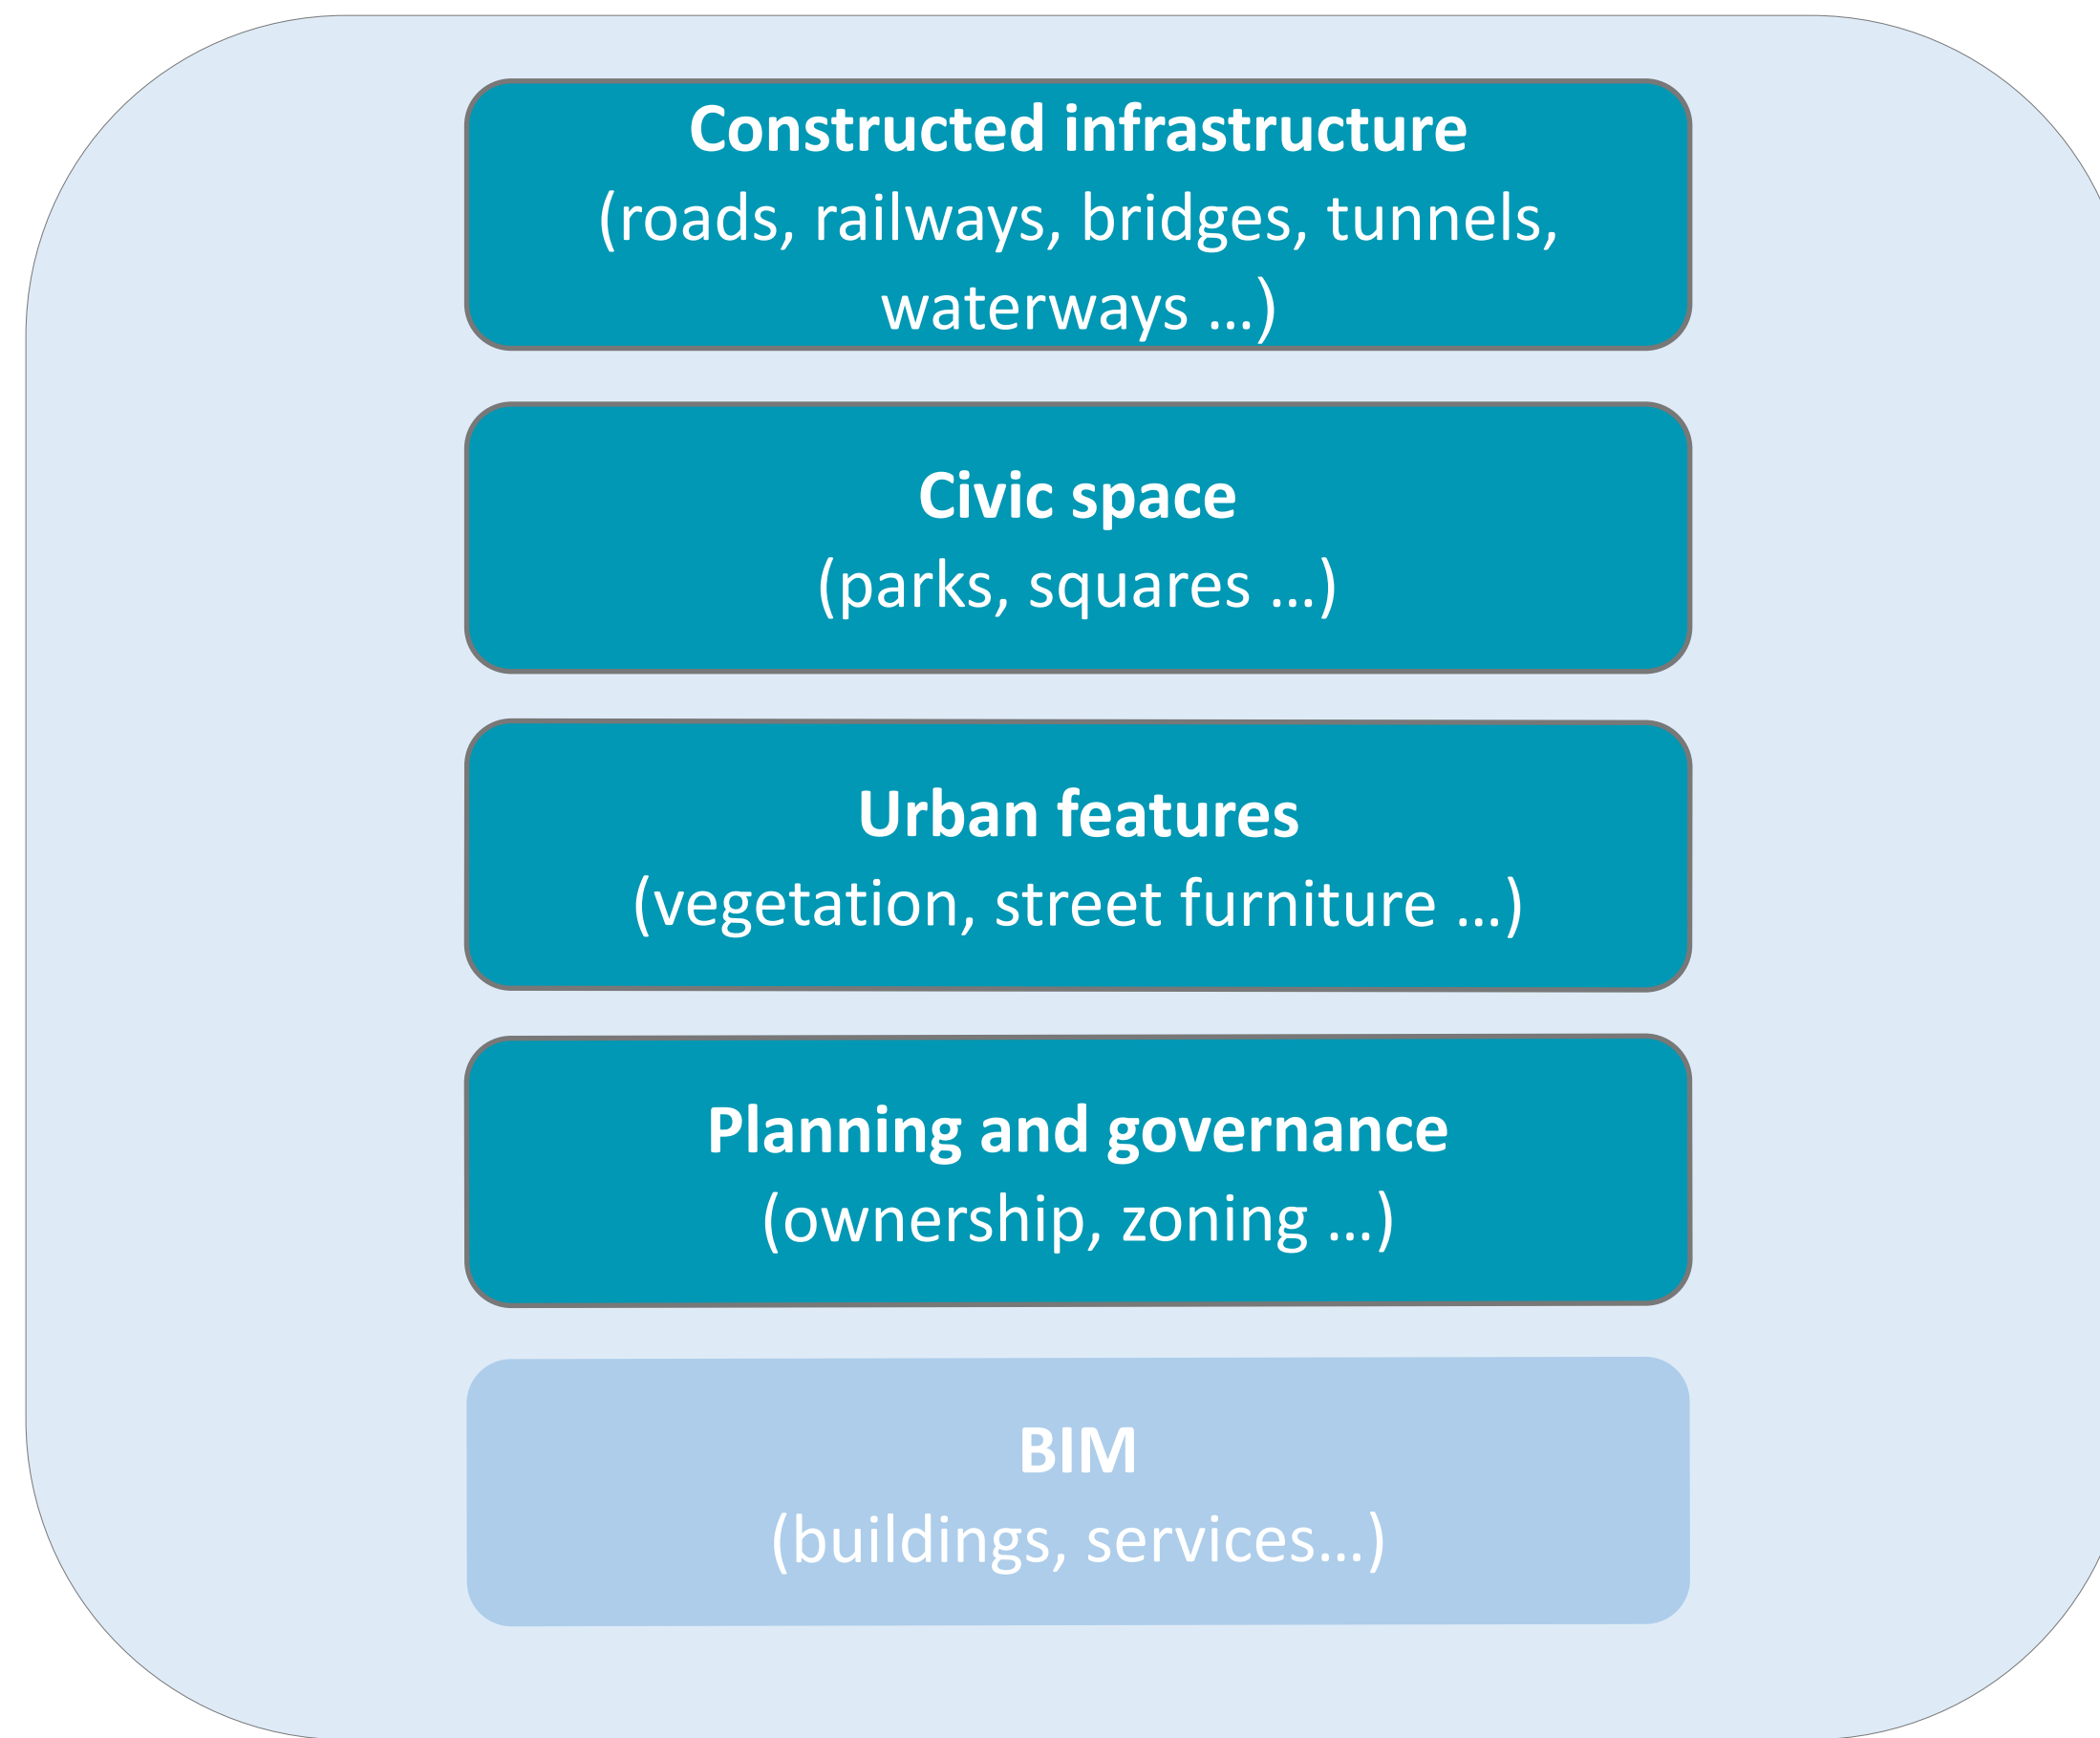 Constructed infrastructure
(roads, railways, bridges, tunnels,
waterways ...)
Civic space
(parks, squares ...)
Urban features
(vegetation, street furniture ...)
Planning and governance
(ownership, zoning ...)
BIM
(buildings, services...)